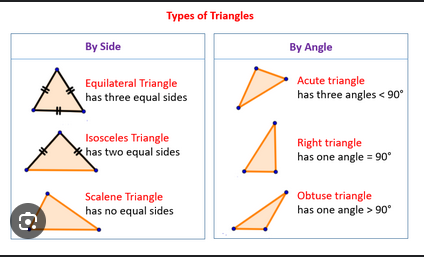 Types of Triangles
By Side
Equilateral Triangle
has three equal sides
Isosceles Triangle
has two equal sides
Scalene Triangle
has no equal sides
By Angle
Acute triangle
has three angles < 90°
Right triangle
has one angle = 90°
Obtuse triangle
has one angle > 90°